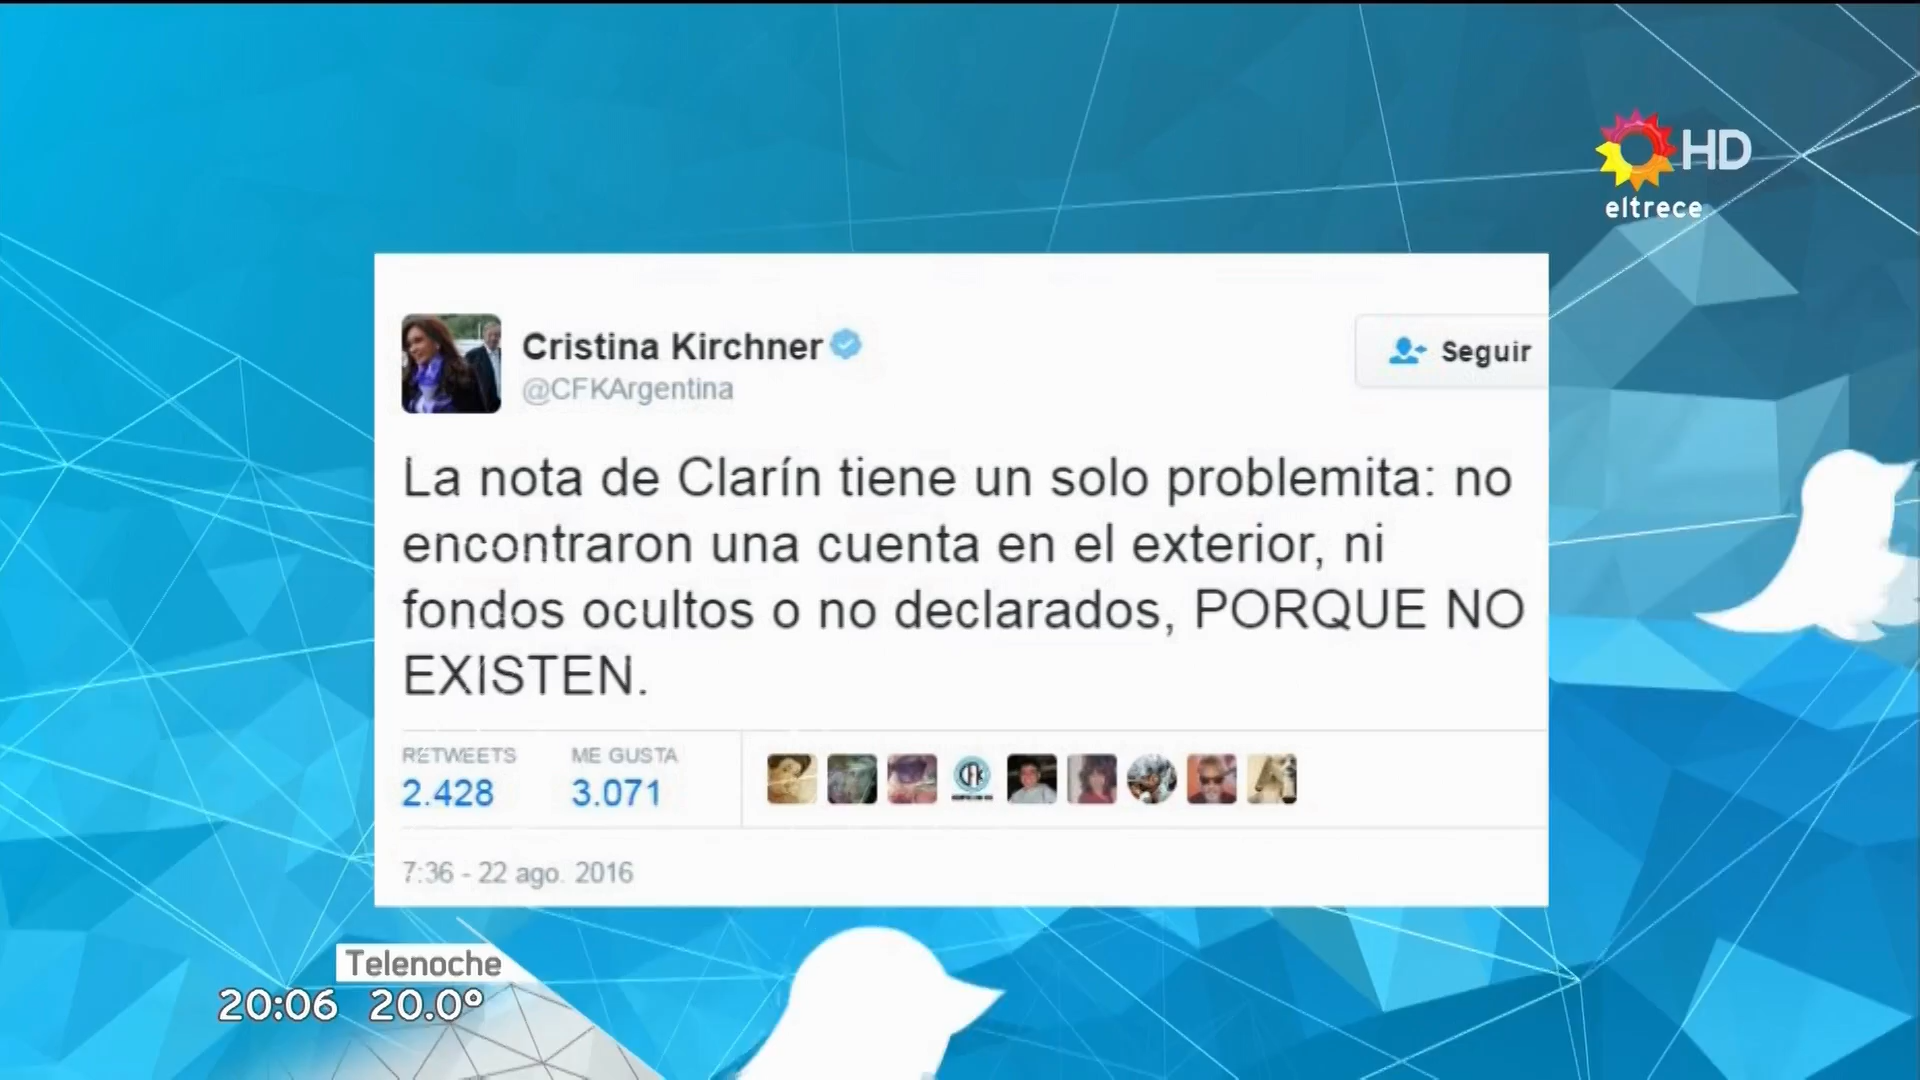 HD
eltrece
Cristina Kirchner
@CFKArgentina
Seguir
La nota de Clarín tiene un solo problemita: no
encontraron una cuenta en el exterior, ni
fondos ocultos o no declarados, PORQUE NO
EXISTEN.
RETWEETS
2.428
ME GUSTA
3.071
7:36 - 22 ago. 2016
Telenoche
20:06 20.0°